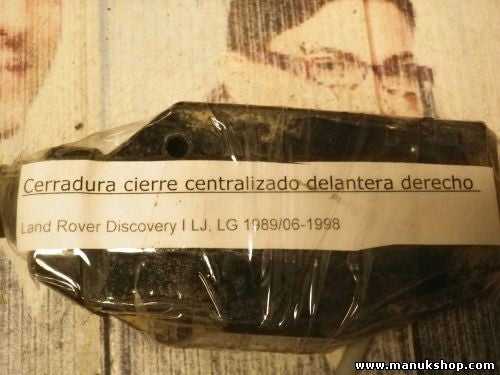 Cerradura cierre centralizado delantera derecho
Land Rover Discovery I LJ, LG 1989/06-1998
www.manukshop.com